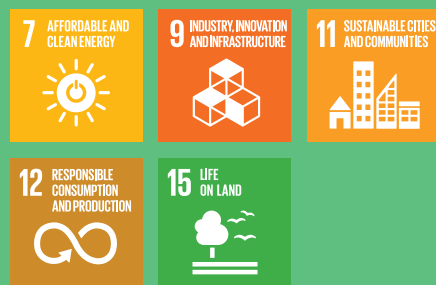 7 AFFORDABLE AND
CLEAN ENERGY
9 INDUSTRY, INNOVATION
AND INFRASTRUCTURE
11 SUSTAINABLE CITIES
AND COMMUNITIES
12 RESPONSIBLE
CONSUMPTION
AND PRODUCTION
15 LIFE
ON LAND